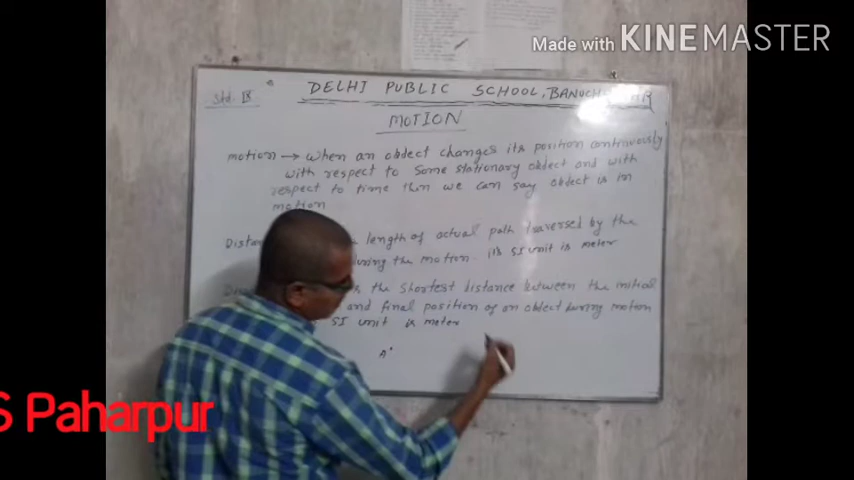 Made with KINEMASTER
Std. IX
DELHI PUBLIC SCHOOL, BANUCH
MOTION
motion → When an object changes its position continuously
with respect to some stationary object and with
respect to time then we can say object is in
motion
Dista length of actual path traversed by the
during the motion. its SI unit is meter
the shortest distance between the initial
and final position of an object during motion
SI unit is meter
A
S Paharpur